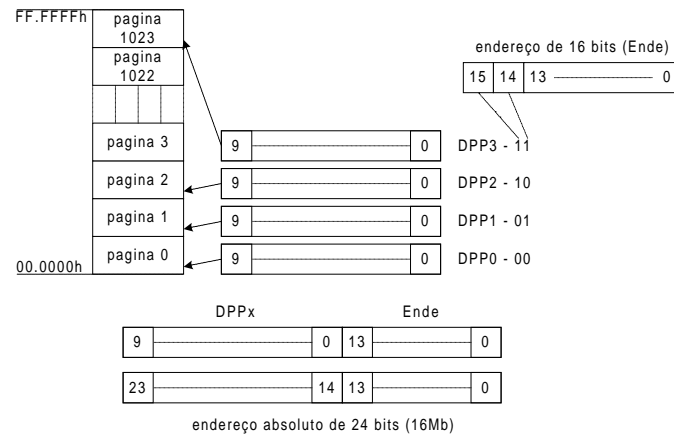 FF.FFFFh
pagina
1023
pagina
1022
endereço de 16 bits (Ende)
15 14 13 0
pagina 3
9 0 DPP3 - 11
pagina 2
9 0 DPP2 - 10
pagina 1
9 0 DPP1 - 01
pagina 0
9 0 DPP0 - 00
00.0000h
DPPx Ende
9 0 13 0
23 14 13 0
endereço absoluto de 24 bits (16Mb)